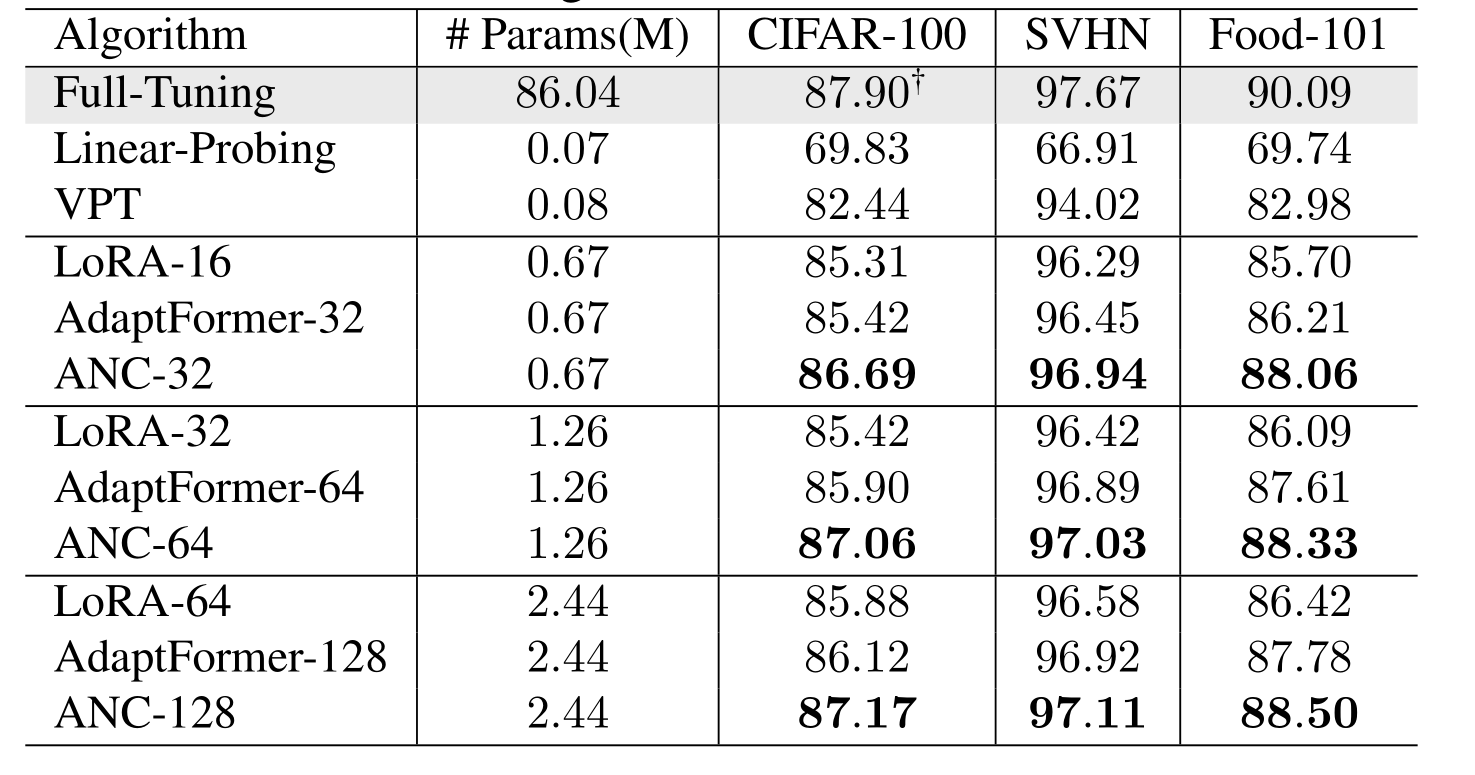 Algorithm # Params(M) CIFAR-100 SVHN Food-101
Full-Tuning 86.04 87.90† 97.67 90.09
Linear-Probing 0.07 69.83 66.91 69.74
VPT 0.08 82.44 94.02 82.98
LoRA-16 0.67 85.31 96.29 85.70
AdaptFormer-32 0.67 85.42 96.45 86.21
ANC-32 0.67 86.69 96.94 88.06
LoRA-32 1.26 85.42 96.42 86.09
AdaptFormer-64 1.26 85.90 96.89 87.61
ANC-64 1.26 87.06 97.03 88.33
LoRA-64 2.44 85.88 96.58 86.42
AdaptFormer-128 2.44 86.12 96.92 87.78
ANC-128 2.44 87.17 97.11 88.50